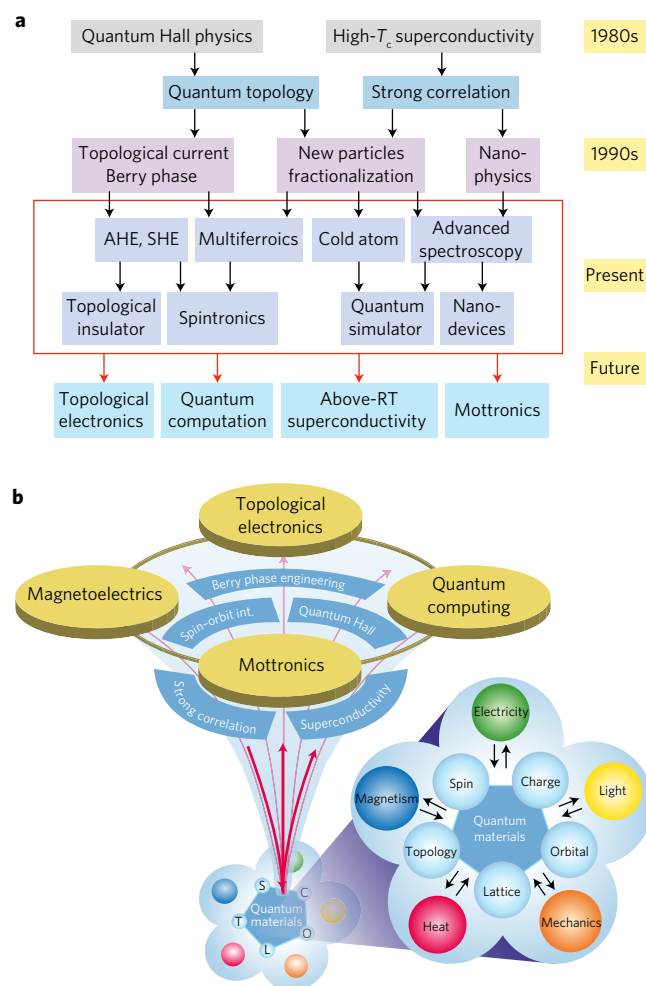 a
Quantum Hall physics
High-Tc superconductivity
1980s
Quantum topology
Strong correlation
Topological current
Berry phase
New particles
fractionalization
Nano-
physics
1990s
AHE, SHE
Multiferroics
Cold atom
Advanced
spectroscopy
Present
Topological
insulator
Spintronics
Quantum
simulator
Nano-
devices
Future
Topological
electronics
Quantum
computation
Above-RT
superconductivity
Mottronics
b
Topological
electronics
Magnetoelectrics
Berry phase engineering
Quantum
computing
Spin-orbit int.
Quantum Hall
Mottronics
Strong correlation
Superconductivity
Electricity
Spin
Charge
Magnetism
Light
Quantum
materials
Topology
Orbital
Lattice
Heat
Mechanics
S
C
Quantum
materials
T
O
L